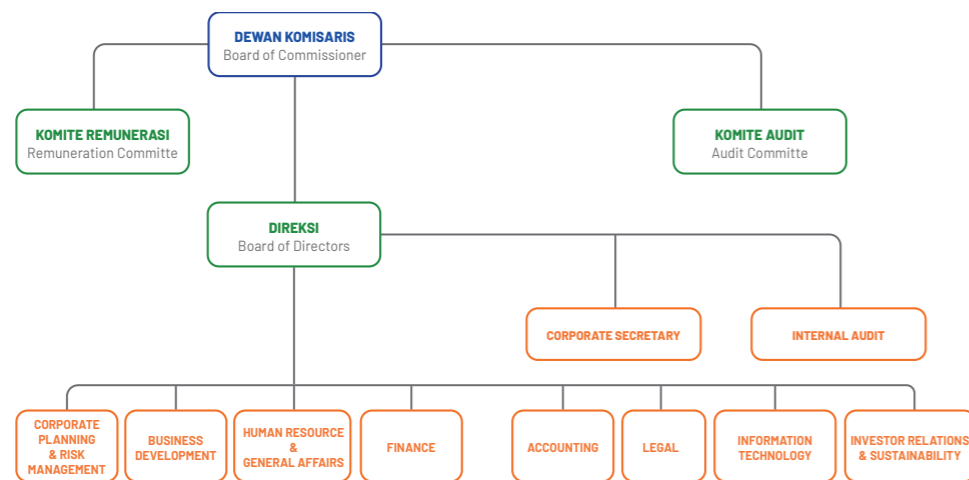 DEWAN KOMISARIS
Board of Commissioner
KOMITE REMUNERASI
Remuneration Committe
KOMITE AUDIT
Audit Committe
DIREKSI
Board of Directors
CORPORATE SECRETARY
INTERNAL AUDIT
CORPORATE
PLANNING
& RISK
MANAGEMENT
BUSINESS
DEVELOPMENT
HUMAN RESOURCE
&
GENERAL AFFAIRS
FINANCE
ACCOUNTING
LEGAL
INFORMATION
TECHNOLOGY
INVESTOR RELATIONS
& SUSTAINABILITY